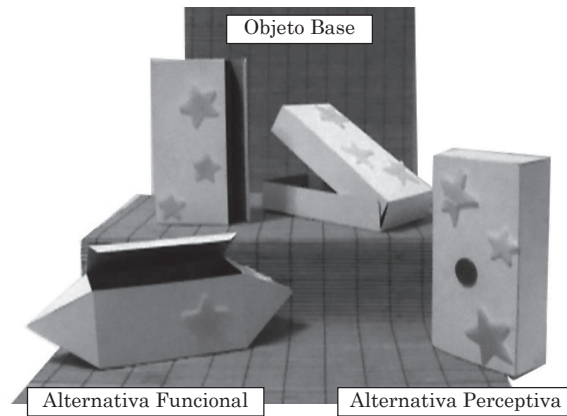 Objeto Base
Alternativa Funcional
Alternativa Perceptiva